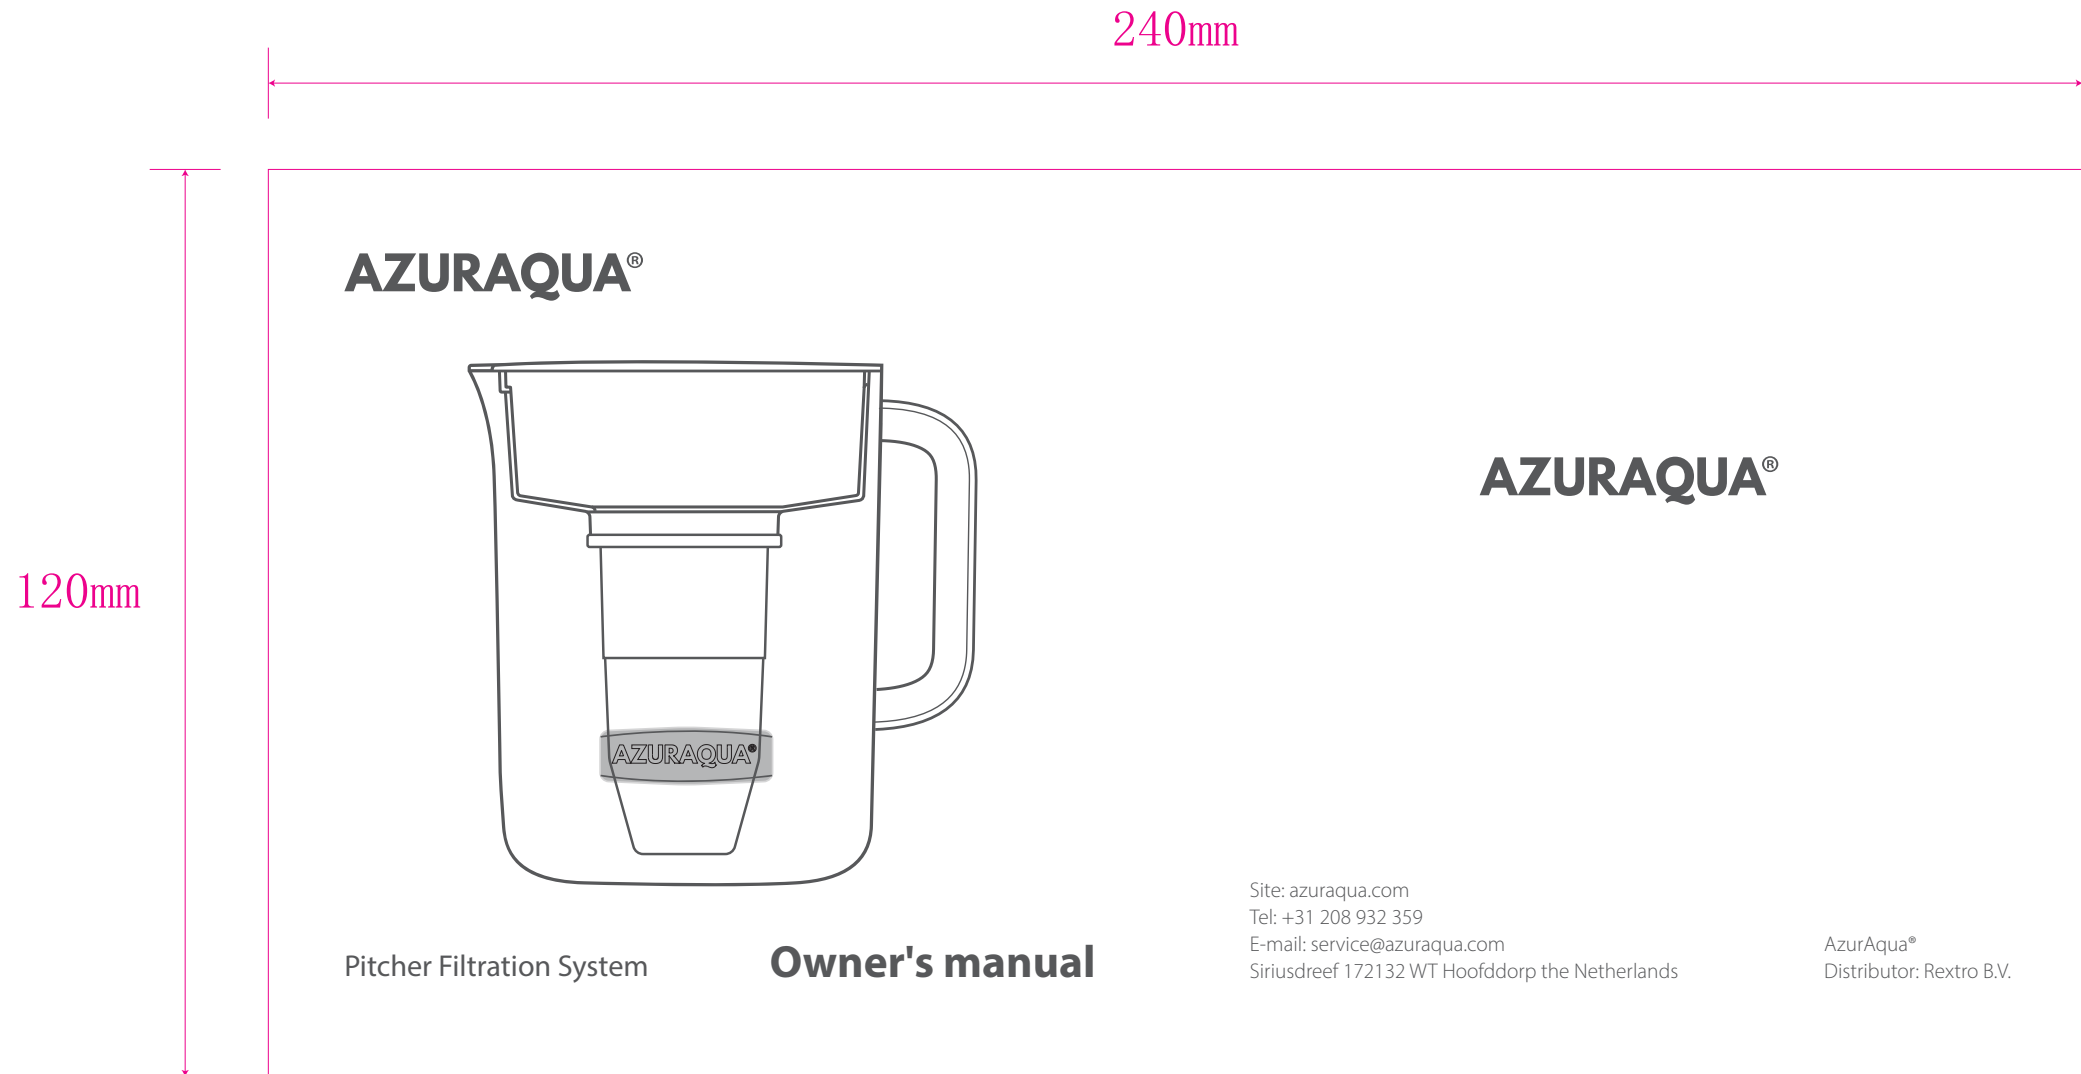 240mm
120mm
AZURAQUA®
AZURAQUA®
Pitcher Filtration System
Owner's manual
AZURAQUA®
Site: azuraqua.com
Tel: +31 208 932 359
E-mail: service@azuraqua.com
Siriusdreef 172132 WT Hoofddorp the Netherlands
AzurAqua®
Distributor: Rextro B.V.